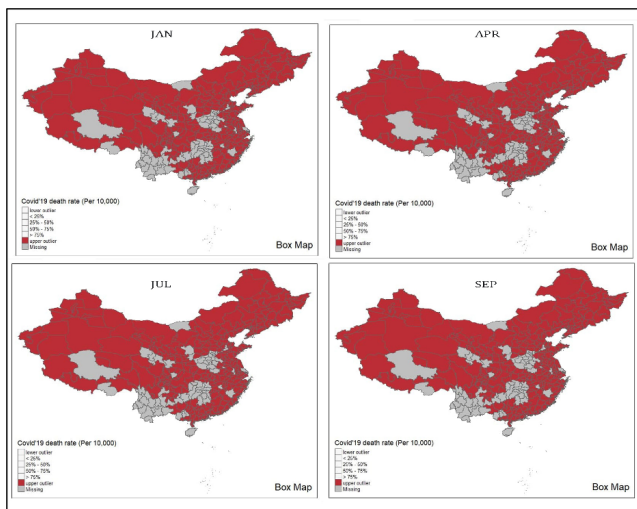 JAN
Covid'19 death rate (Per 10,000)
lower outlier
< 25%
25% - 50%
50% - 75%
> 75%
upper outlier
Missing
Box Map
APR
Covid'19 death rate (Per 10,000)
lower outlier
< 25%
25% - 50%
50% - 75%
> 75%
upper outlier
Missing
Box Map
JUL
Covid'19 death rate (Per 10,000)
lower outlier
< 25%
25% - 50%
50% - 75%
> 75%
upper outlier
Missing
Box Map
SEP
Covid'19 death rate (Per 10,000)
lower outlier
< 25%
25% - 50%
50% - 75%
> 75%
upper outlier
Missing
Box Map